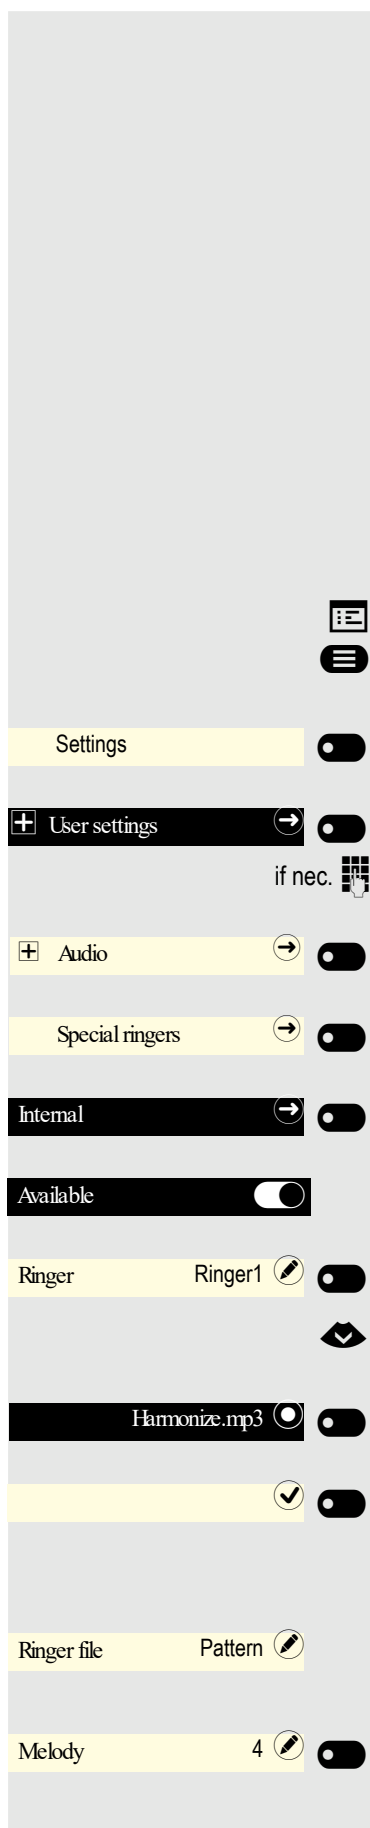 Settings
User settings
if nec.
Audio
Special ringers
Internal
Available
Ringer Ringer1
Harmonize.mp3
Ringer file Pattern
Melody 4